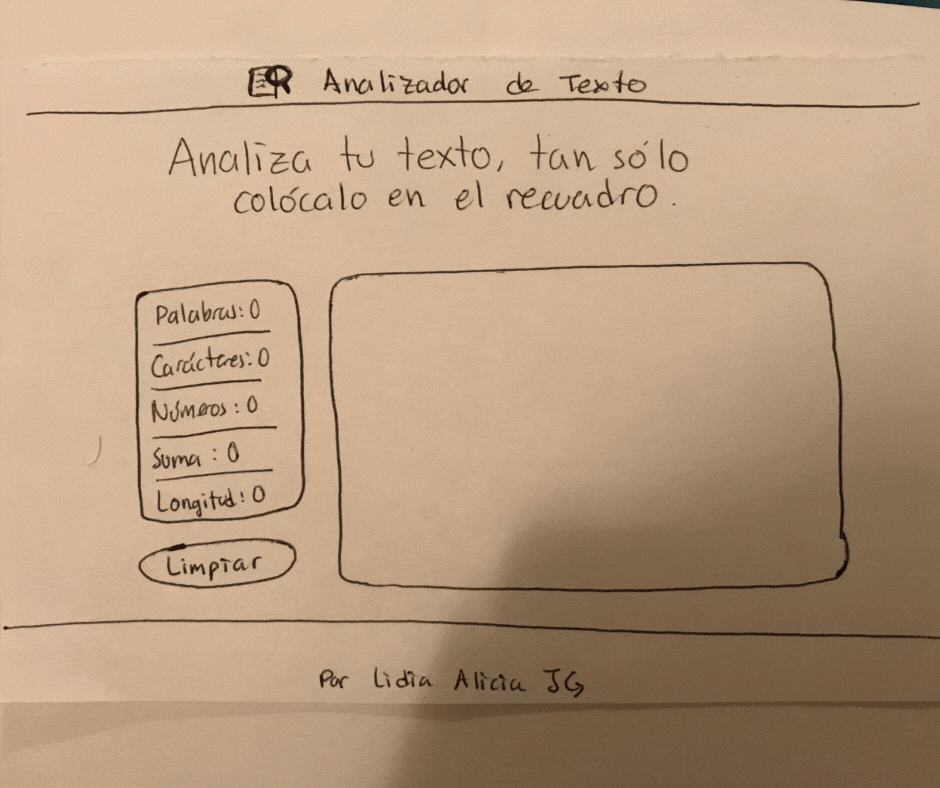 Analizador de Texto
Analiza tu texto, tan sólo
colócalo en el recuadro.
Palabras: 0
Carácteres: 0
Números: 0
Suma: 0
Longitud: 0
Limpiar
Por Lidia Alicia JG